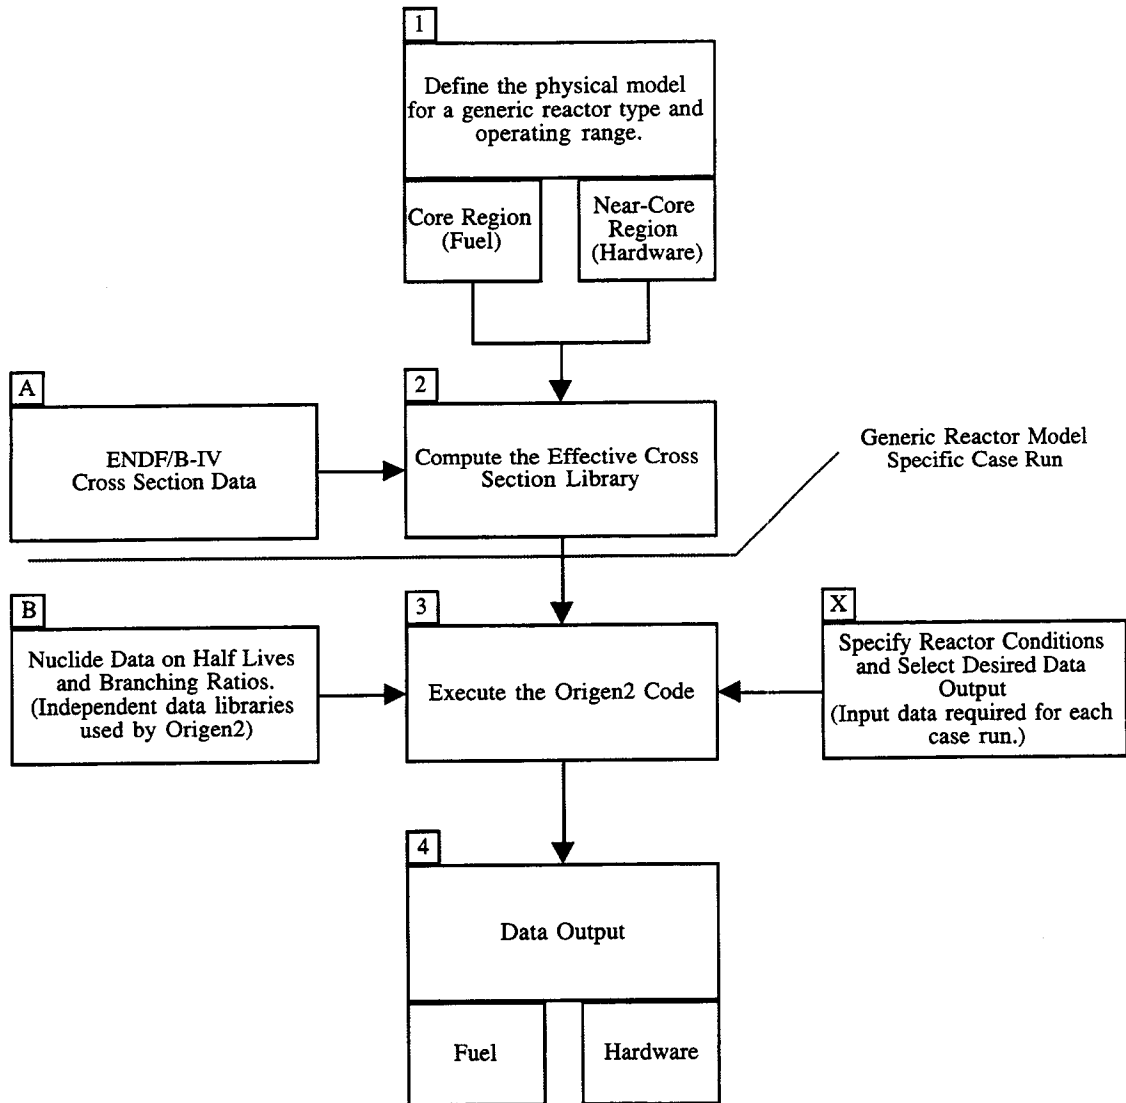 1
Define the physical model
for a generic reactor type and
operating range.
Core Region
(Fuel)
Near-Core
Region
(Hardware)
A
ENDF/B-IV
Cross Section Data
2
Compute the Effective Cross
Section Library
Generic Reactor Model
Specific Case Run
B
Nuclide Data on Half Lives
and Branching Ratios.
(Independent data libraries
used by Origen2)
3
Execute the Origen2 Code
X
Specify Reactor Conditions
and Select Desired Data
Output
(Input data required for each
case run.)
4
Data Output
Fuel
Hardware